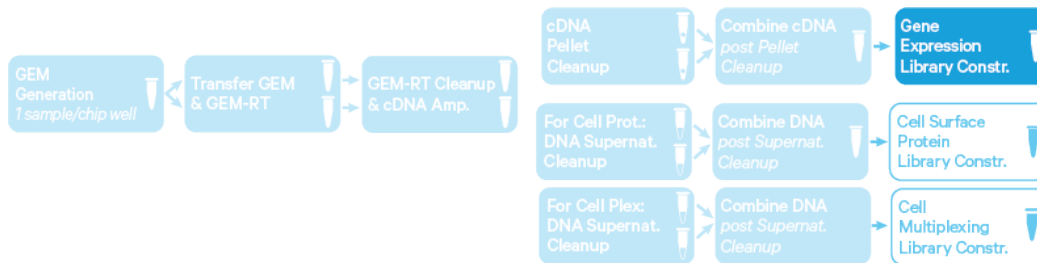 GEM
Generation
1 sample/chip well
Transfer GEM
& GEM-RT
GEM-RT Cleanup
& cDNA Amp.
cDNA
Pellet
Cleanup
Combine cDNA
post Pellet
Cleanup
Gene
Expression
Library Constr.
For Cell Prot.:
DNA Supernat.
Cleanup
Combine DNA
post Supernat.
Cleanup
Cell Surface
Protein
Library Constr.
For Cell Plex:
DNA Supernat.
Cleanup
Combine DNA
post Supernat.
Cleanup
Cell
Multiplexing
Library Constr.